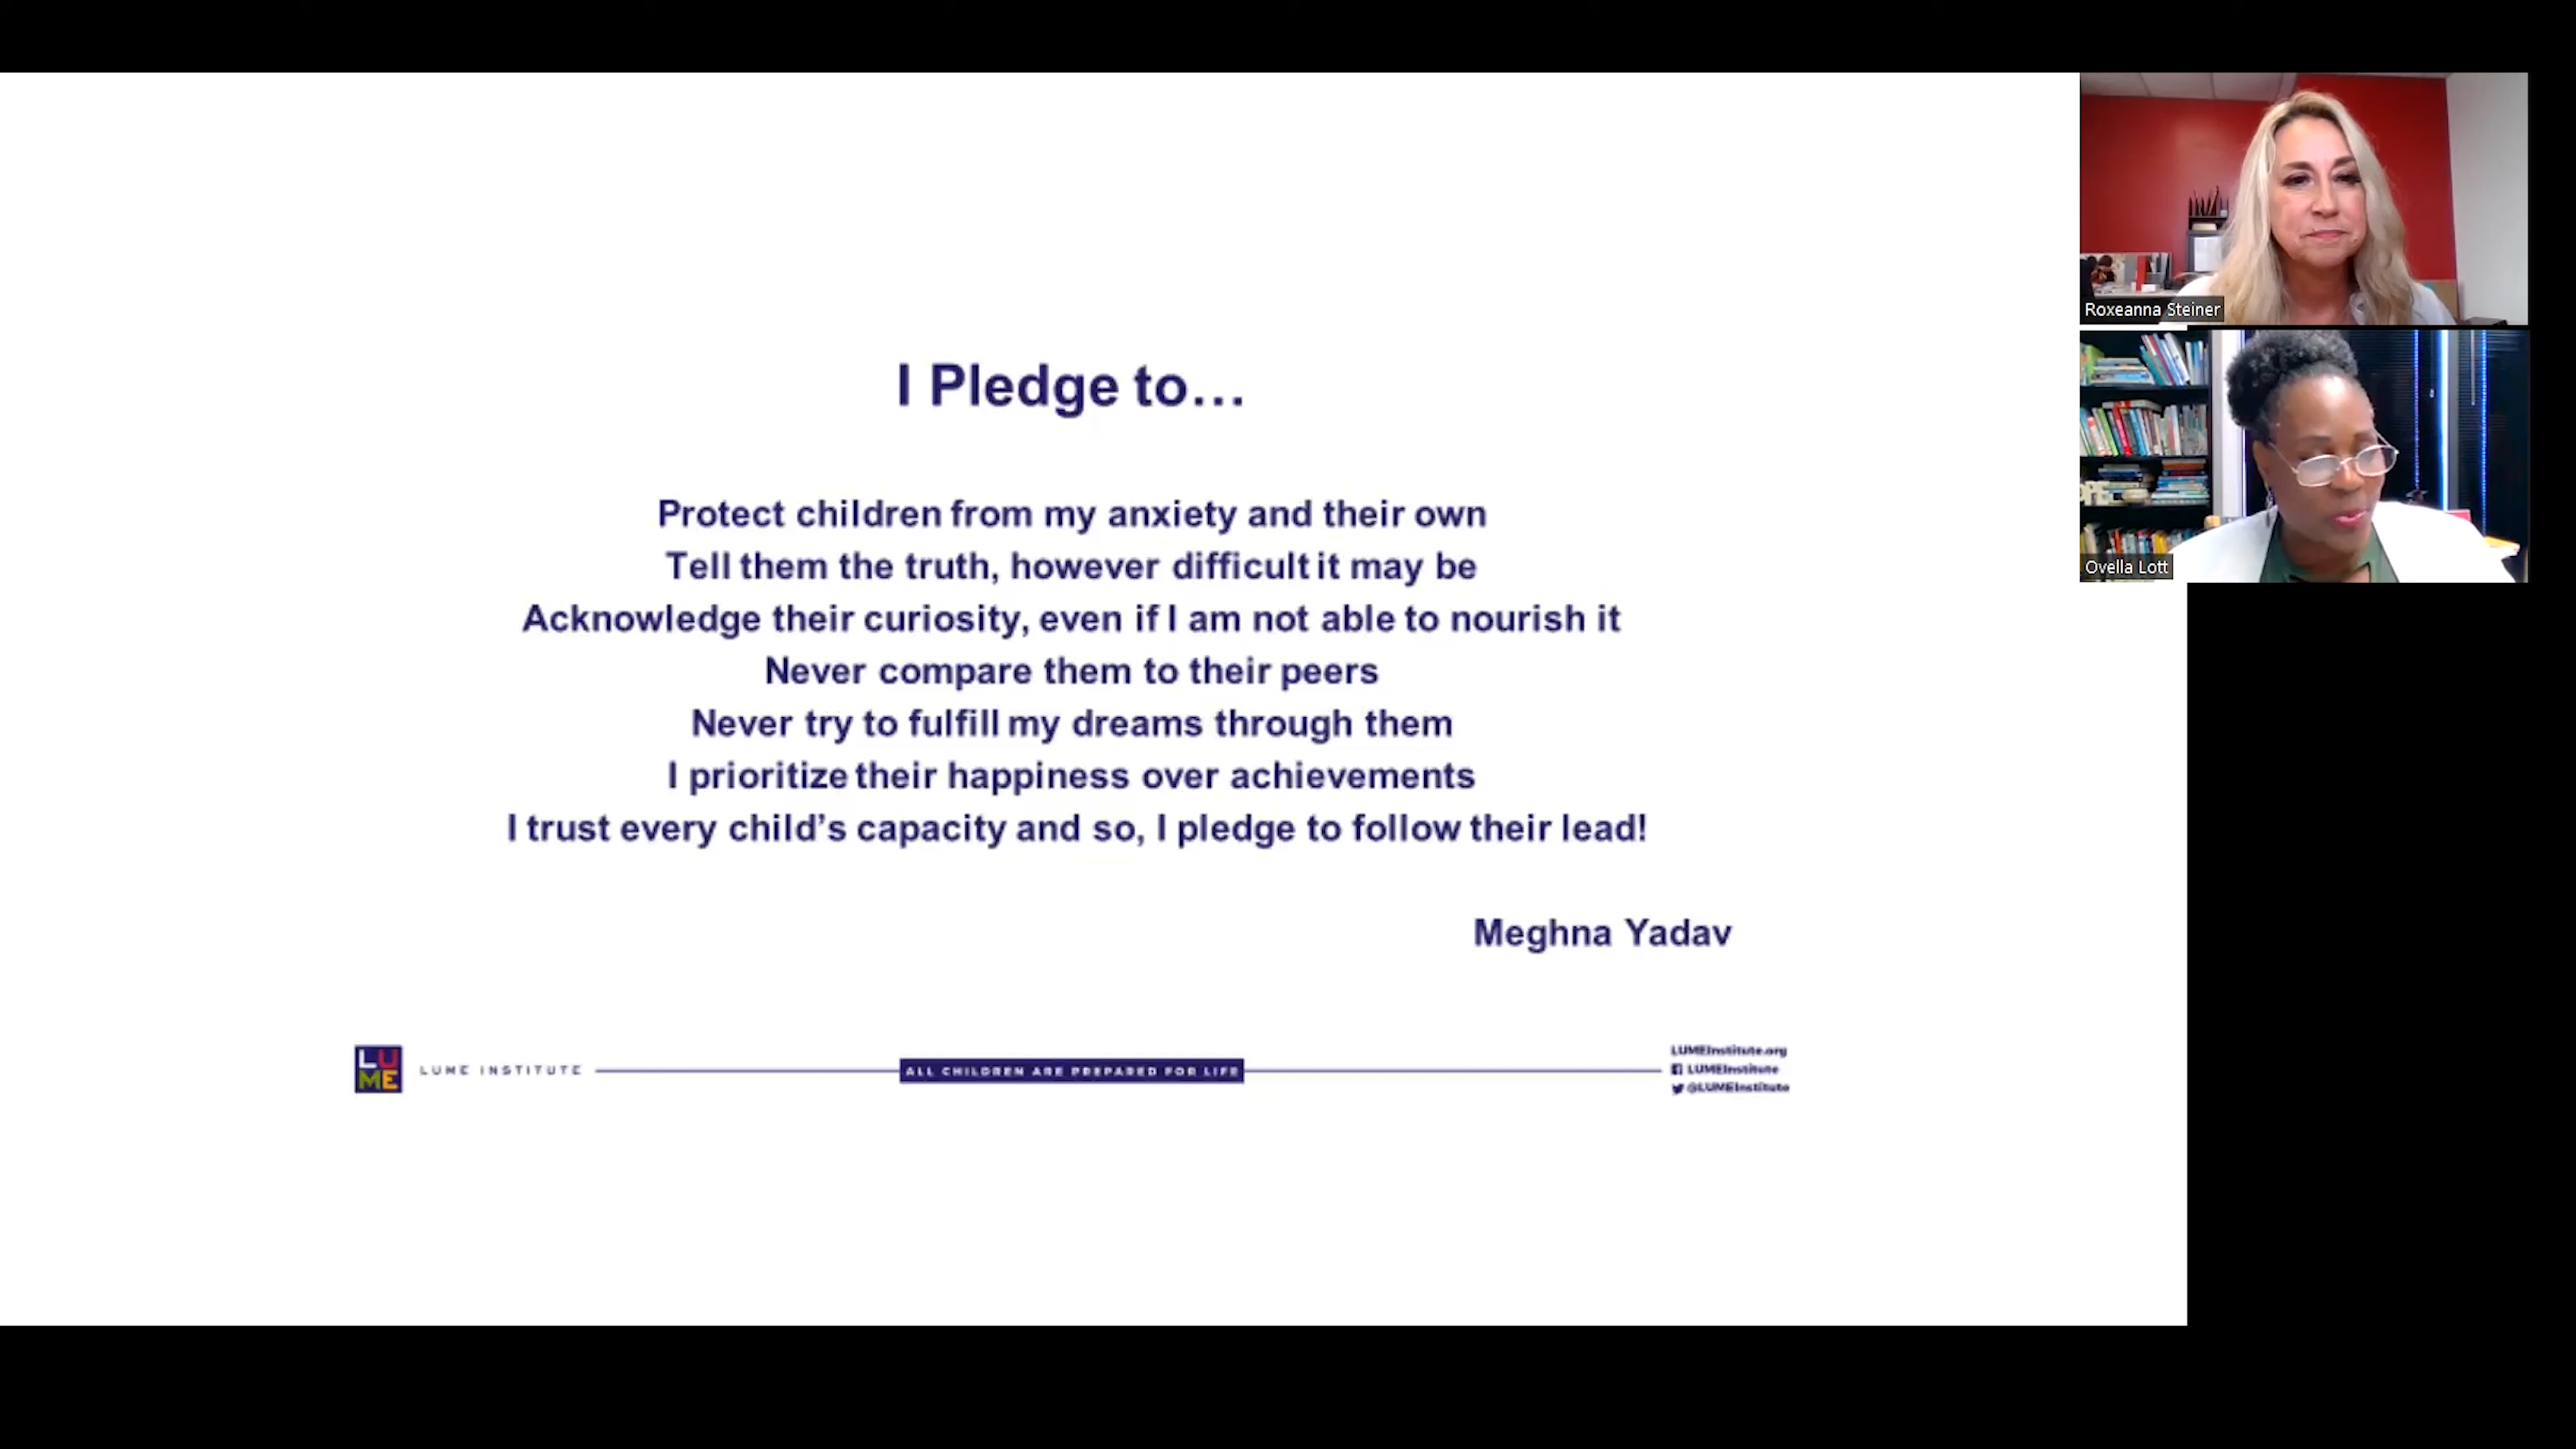 I Pledge to...
Protect children from my anxiety and their own
Tell them the truth, however difficult it may be
Acknowledge their curiosity, even if I am not able to nourish it
Never compare them to their peers
Never try to fulfill my dreams through them
I prioritize their happiness over achievements
I trust every child’s capacity and so, I pledge to follow their lead!
Meghna Yadav
LU
ME
LUME INSTITUTE
ALL CHILDREN ARE PREPARED FOR LIFE
LUMEInstitute.org
LUMEInstitute
@LUMEInstitute
Roxeanna Steiner
Ovella Lott